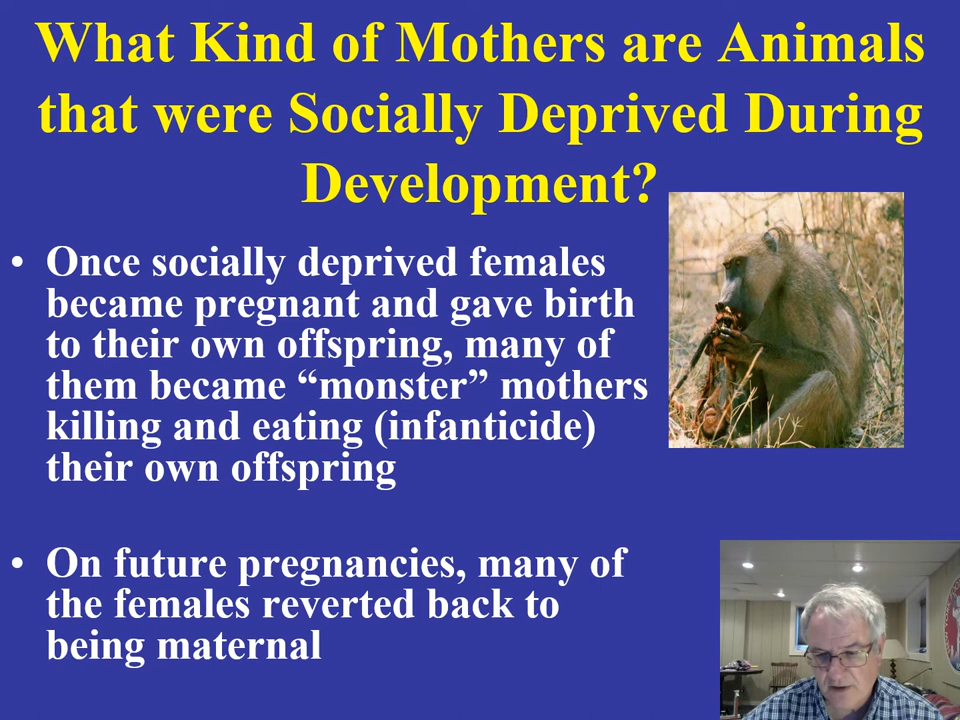 What Kind of Mothers are Animals
that were Socially Deprived During
Development?
• Once socially deprived females
became pregnant and gave birth
to their own offspring, many of
them became “monster” mothers
killing and eating (infanticide)
their own offspring
• On future pregnancies, many of
the females reverted back to
being maternal